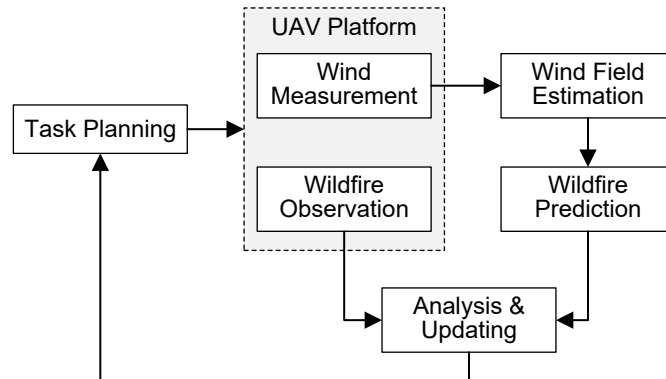 UAV Platform
Wind
Measurement
Wind Field
Estimation
Task Planning
Wildfire
Observation
Wildfire
Prediction
Analysis &
Updating